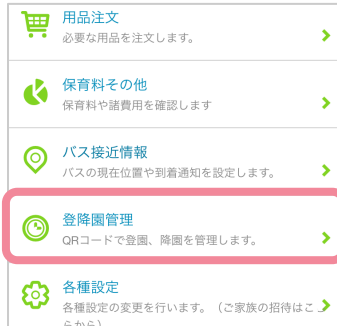 用品注文
必要な用品を注文します。
保育料その他
保育料や諸費用を確認します
バス接近情報
バスの現在位置や到着通知を設定します。
登降園管理
QRコードで登園、降園を管理します。
各種設定
各種設定の変更を行います。（ご家族の招待はこ
らから）